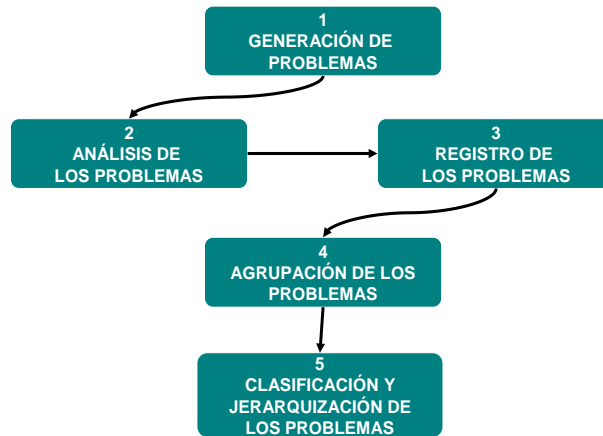 1
GENERACIÓN DE
PROBLEMAS
2
ANÁLISIS DE
LOS PROBLEMAS
3
REGISTRO DE
LOS PROBLEMAS
4
AGRUPACIÓN DE LOS
PROBLEMAS
5
CLASIFICACIÓN Y
JERARQUIZACIÓN DE
LOS PROBLEMAS